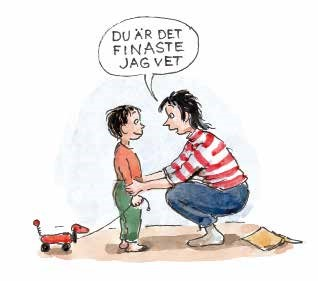 DU ÄR DET
FINASTE
JAG VET